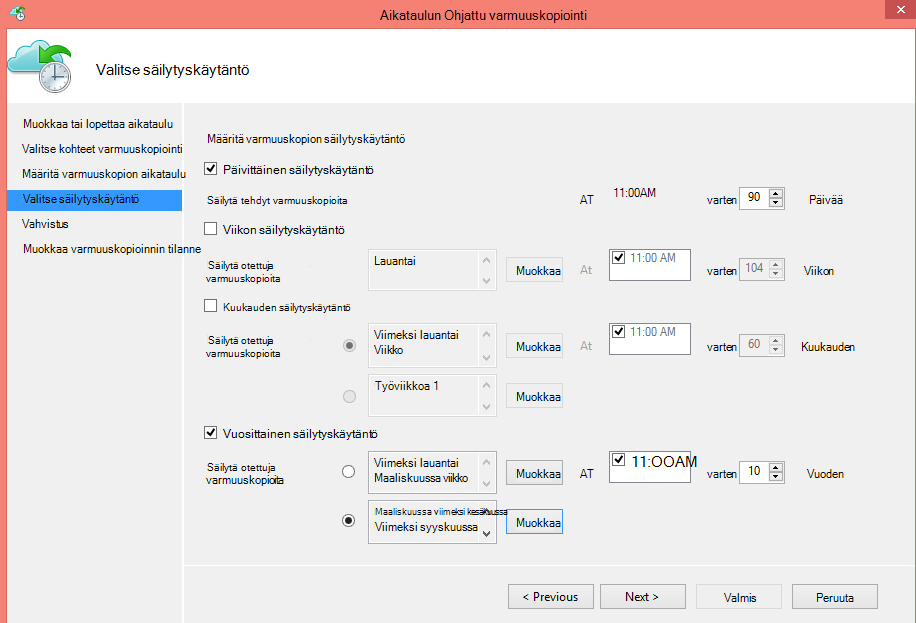 Aikataulun Ohjattu varmuuskopiointi
Valitse säilytyskäytäntö
Muokkaa tai lopettaa aikataulu
Valitse kohteet varmuuskopiointi
Määritä varmuuskopion aikataulu
Valitse säilytyskäytäntö
Vahvistus
Muokkaa varmuuskopioinnin tilanne
Määritä varmuuskopion säilytyskäytäntö
Päivittäinen säilytyskäytäntö
Säilytä tehdyt varmuuskopioita AT 11:00AM varten 90 Päivää
Viikon säilytyskäytäntö
Säilytä otettuja
varmuuskopioita
Lauantai
Muokkaa At 11:00 AM varten 104 Viikon
Kuukauden säilytyskäytäntö
Säilytä otettuja
varmuuskopioita
Viimeksi lauantai
Viikko
Muokkaa At 11:00 AM varten 60 Kuukauden
Työviikkoa 1
Muokkaa
Vuosittainen säilytyskäytäntö
Säilytä otettuja
varmuuskopioita
Viimeksi lauantai
Maaliskuussa viikko
Muokkaa AT 11:OOAM varten 10 Vuoden
Maaliskuussa viimeksi kesäkuussa
Viimeksi syyskuussa
Muokkaa
< Previous Next > Valmis Peruuta